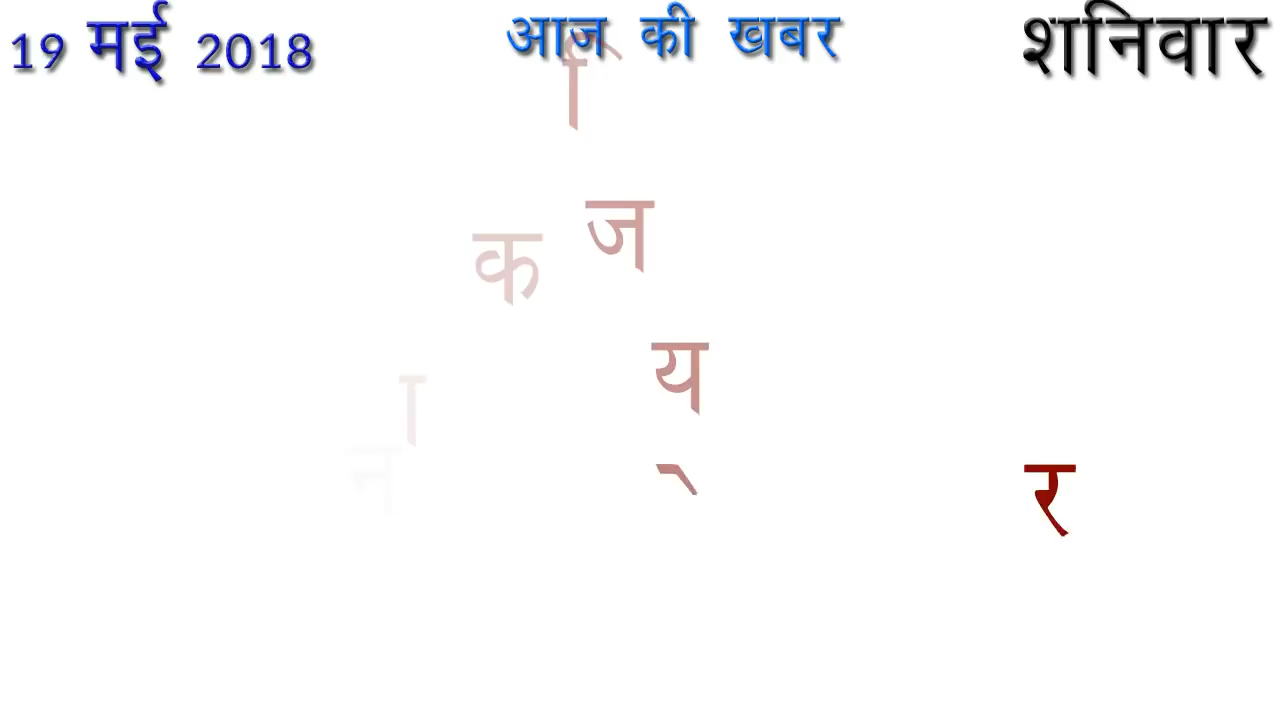 19 मई 2018 आज की खबर शनिवार
ि
ज
क
य
ा
न
े
र